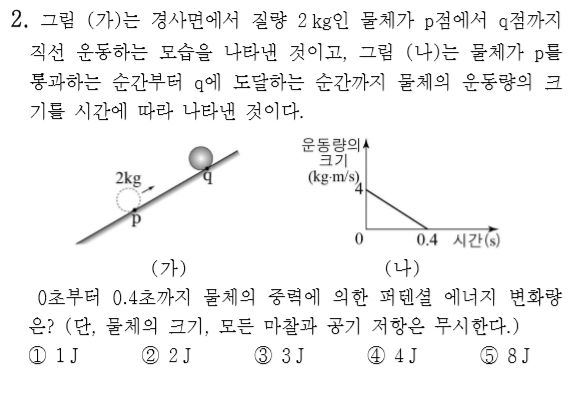 2. 그림 (가)는 경사면에서 질량 2 kg인 물체가 p점에서 q점까지
직선 운동하는 모습을 나타낸 것이고, 그림 (나)는 물체가 p를
통과하는 순간부터 q에 도달하는 순간까지 물체의 운동량의 크
기를 시간에 따라 나타낸 것이다.
2kg
p
q
(가)
운동량의
크기
(kg·m/s)
4
0
0.4
시간(s)
(나)
0초부터 0.4초까지 물체의 중력에 의한 퍼텐셜 에너지 변화량
은? (단, 물체의 크기, 모든 마찰과 공기 저항은 무시한다.)
① 1 J ② 2 J ③ 3 J ④ 4 J ⑤ 8 J